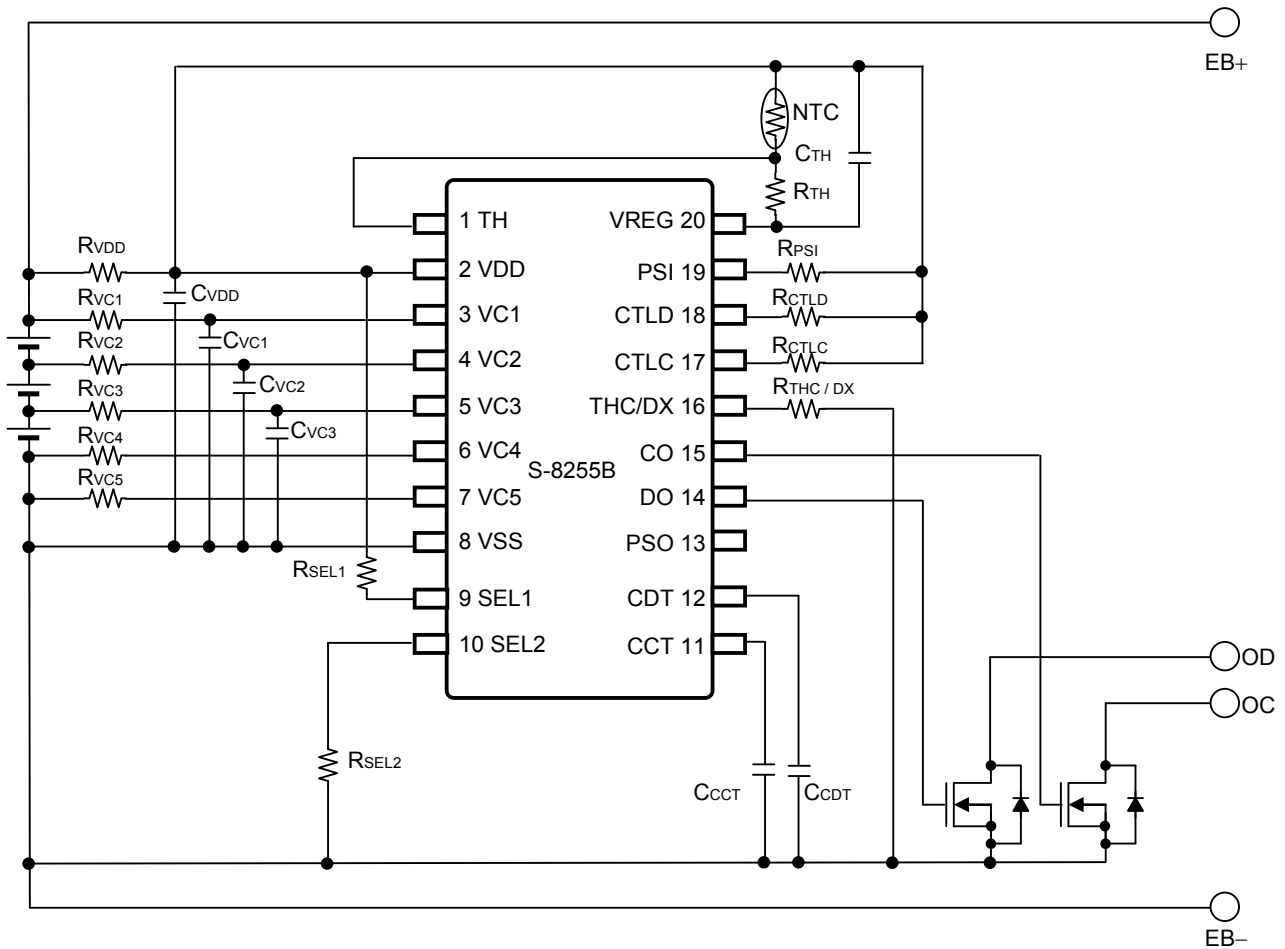 EB+
NTC
CTH
RTH
RVDD
CVDD
RVC1
CVC1
RVC2
CVC2
RVC3
CVC3
RVC4
RVC5
1 TH
2 VDD
3 VC1
4 VC2
5 VC3
6 VC4
7 VC5
8 VSS
9 SEL1
10 SEL2
S-8255B
VREG 20
PSI 19
CTLD 18
CTLC 17
THC/DX 16
CO 15
DO 14
PSO 13
CDT 12
CCT 11
RPSI
RCTLD
RCTLC
RTHC / DX
RSEL1
RSEL2
CCCT
CCDT
OD
OC
EB−